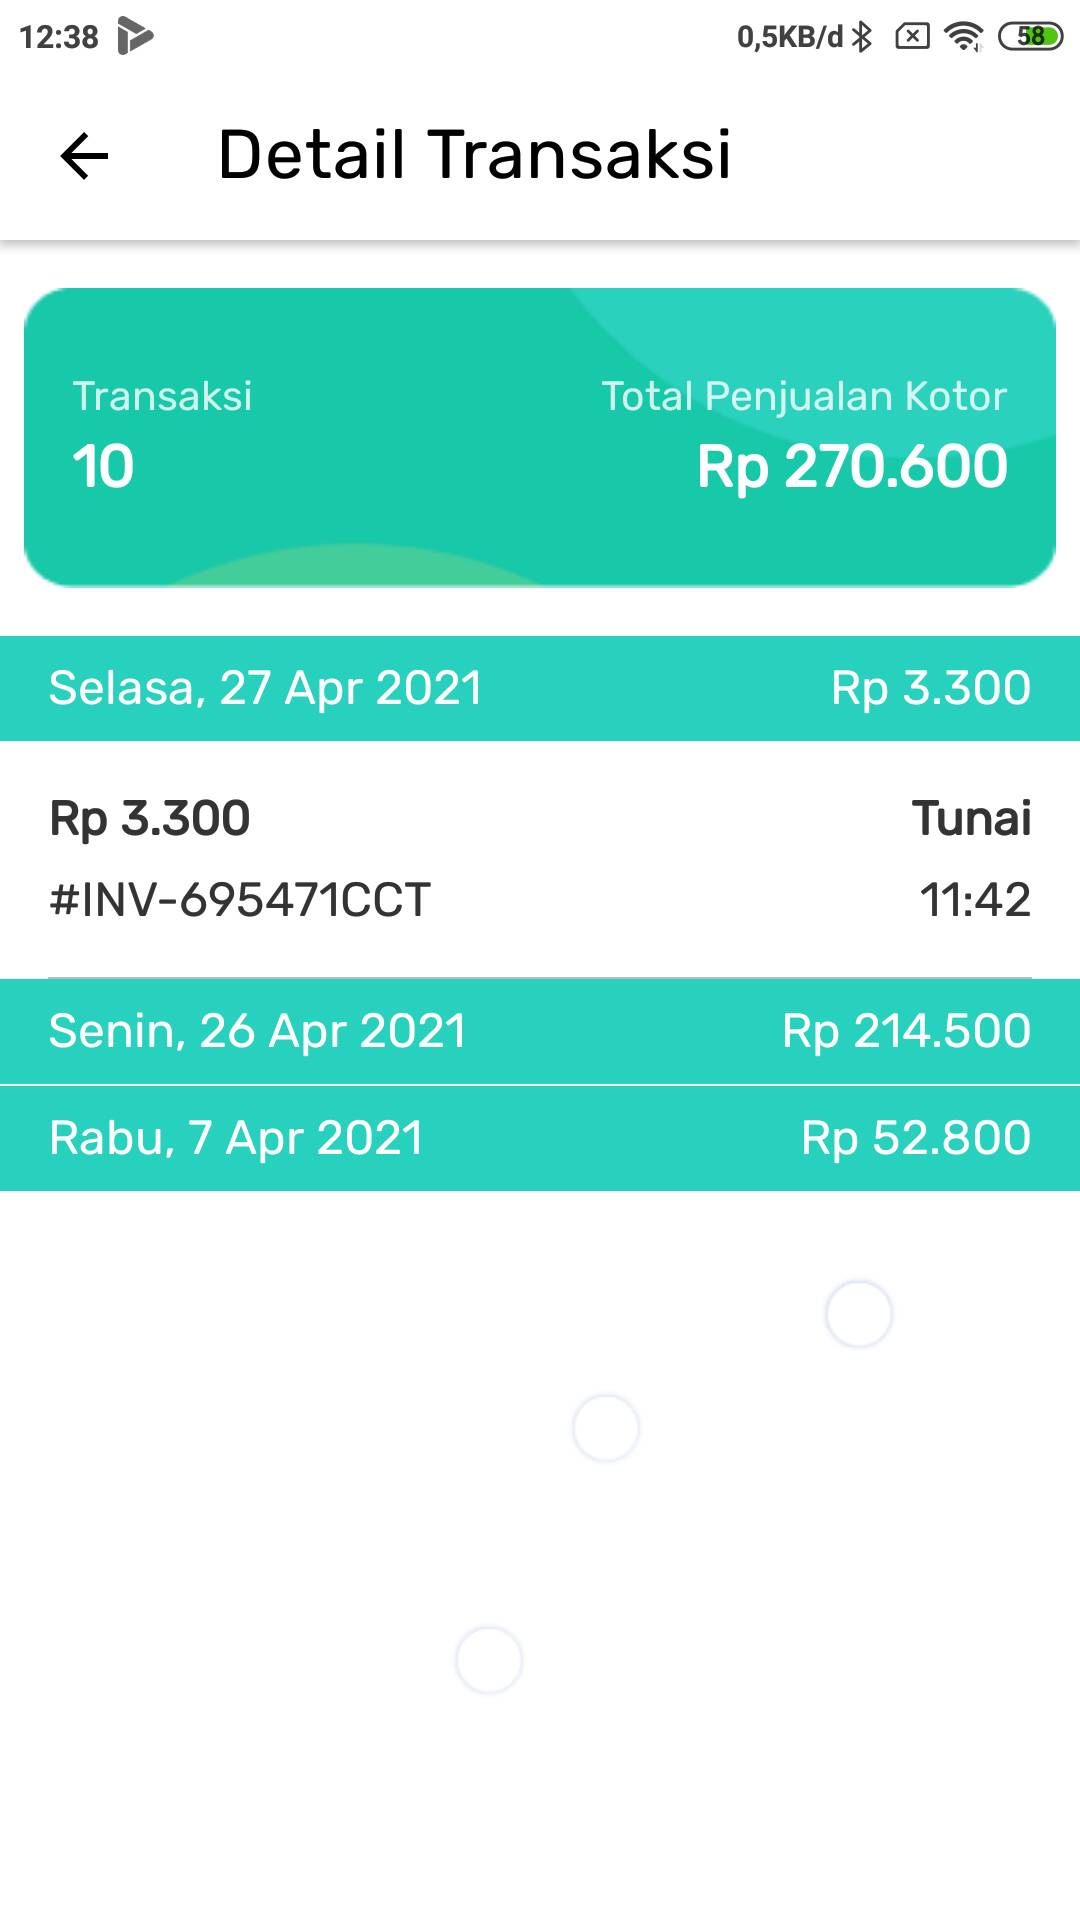 12:38 0,5KB/d 58
Detail Transaksi
Transaksi Total Penjualan Kotor
10 Rp 270.600
Selasa, 27 Apr 2021 Rp 3.300
Rp 3.300 Tunai
#INV-695471CCT 11:42
Senin, 26 Apr 2021 Rp 214.500
Rabu, 7 Apr 2021 Rp 52.800